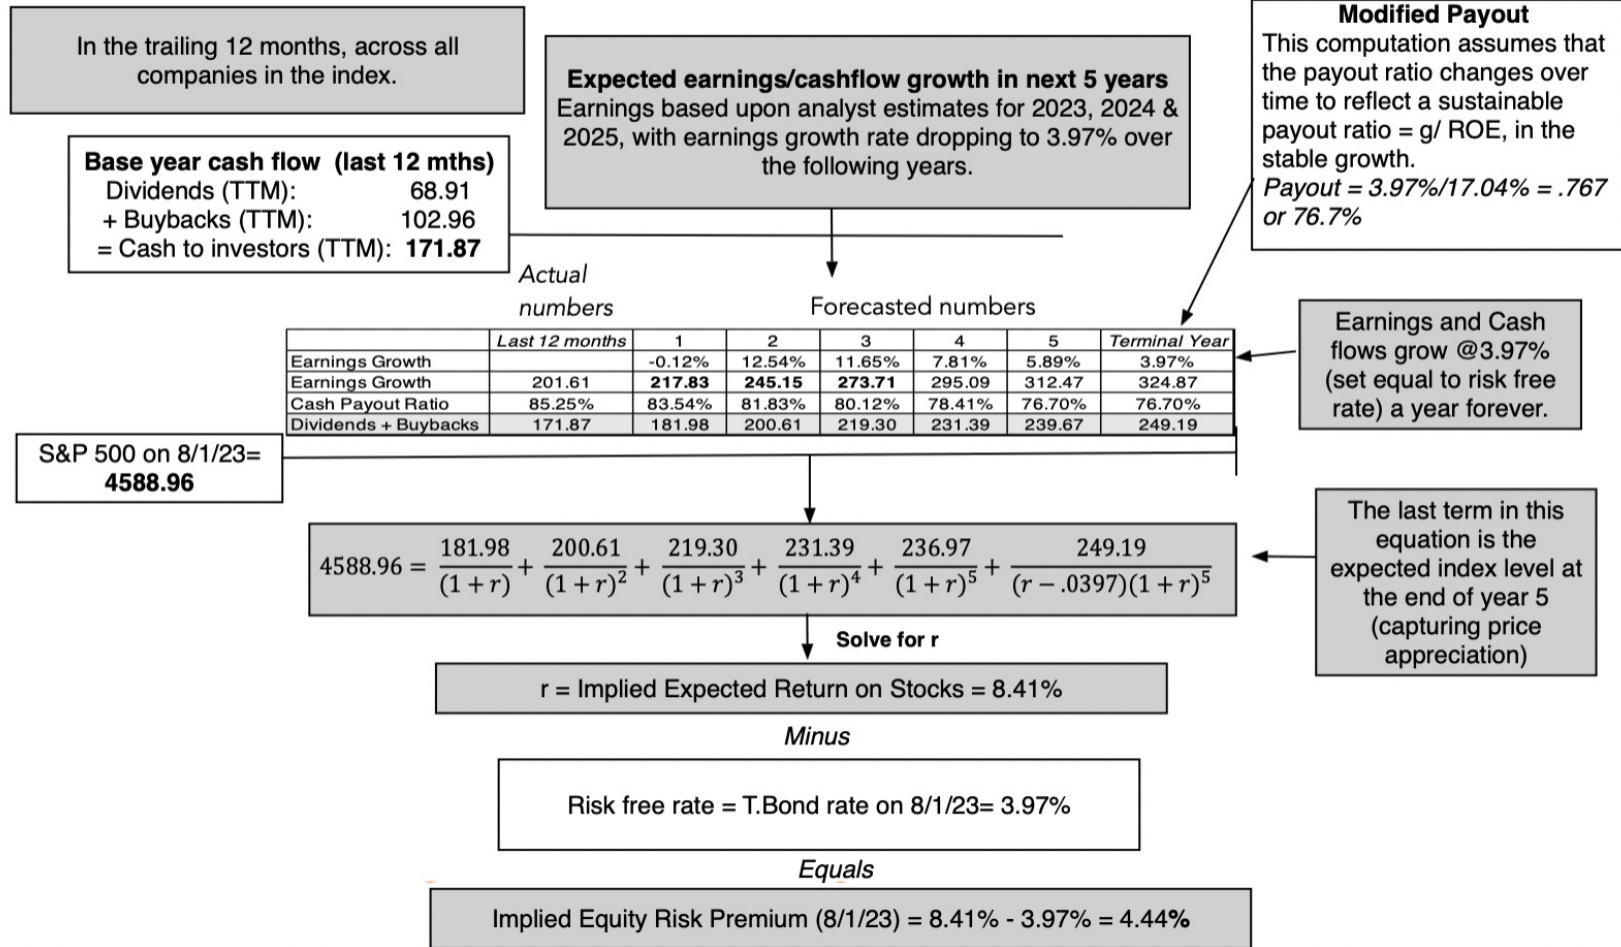 In the trailing 12 months, across all
companies in the index.
Expected earnings/cashflow growth in next 5 years
Earnings based upon analyst estimates for 2023, 2024 &
2025, with earnings growth rate dropping to 3.97% over
the following years.
Modified Payout
This computation assumes that
the payout ratio changes over
time to reflect a sustainable
payout ratio = g/ ROE, in the
stable growth.
Payout = 3.97%/17.04% = .767
or 76.7%
Base year cash flow (last 12 mths)
Dividends (TTM): 68.91
+ Buybacks (TTM): 102.96
= Cash to investors (TTM): 171.87
Actual
numbers
Forecasted numbers
Last 12 months 1 2 3 4 5 Terminal Year
Earnings Growth -0.12% 12.54% 11.65% 7.81% 5.89% 3.97%
Earnings Growth 201.61 217.83 245.15 273.71 295.09 312.47 324.87
Cash Payout Ratio 85.25% 83.54% 81.83% 80.12% 78.41% 76.70% 76.70%
Dividends + Buybacks 171.87 181.98 200.61 219.30 231.39 239.67 249.19
Earnings and Cash
flows grow @3.97%
(set equal to risk free
rate) a year forever.
S&P 500 on 8/1/23=
4588.96
4588.96 = 181.98/(1+r) + 200.61/(1+r)² + 219.30/(1+r)³ + 231.39/(1+r)⁴ + 236.97/(1+r)⁵ + 249.19/(r−.0397)(1+r)⁵
The last term in this
equation is the
expected index level at
the end of year 5
(capturing price
appreciation)
Solve for r
r = Implied Expected Return on Stocks = 8.41%
Minus
Risk free rate = T.Bond rate on 8/1/23= 3.97%
Equals
Implied Equity Risk Premium (8/1/23) = 8.41% - 3.97% = 4.44%